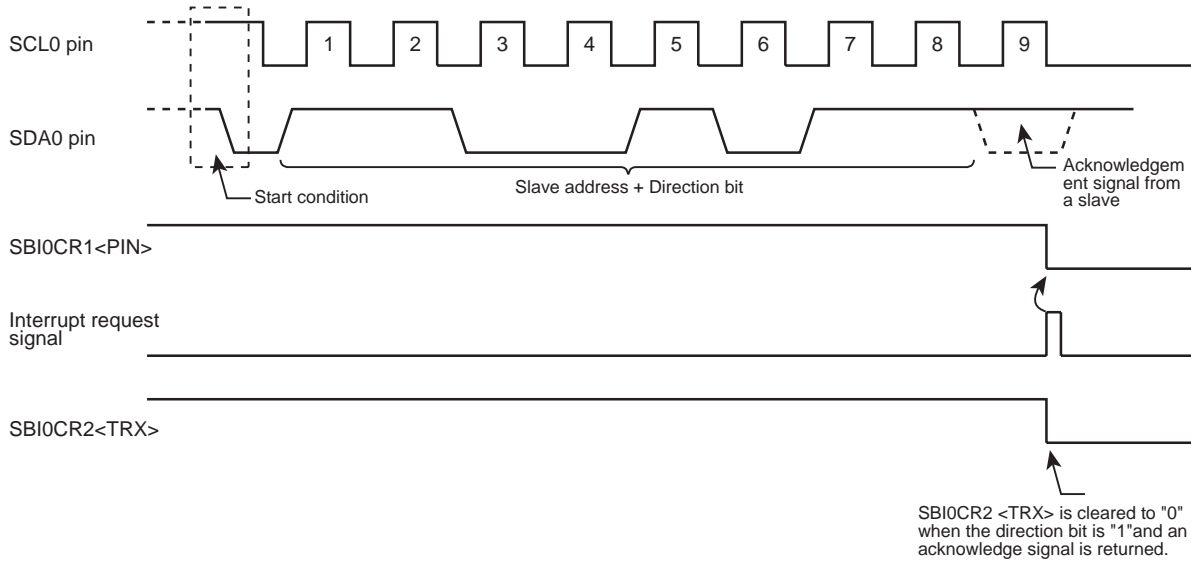 SCL0 pin
1 2 3 4 5 6 7 8 9
SDA0 pin
Start condition
Slave address + Direction bit
Acknowledgem
ent signal from
a slave
SBI0CR1<PIN>
Interrupt request
signal
SBI0CR2<TRX>
SBI0CR2 <TRX> is cleared to "0"
when the direction bit is "1"and an
acknowledge signal is returned.